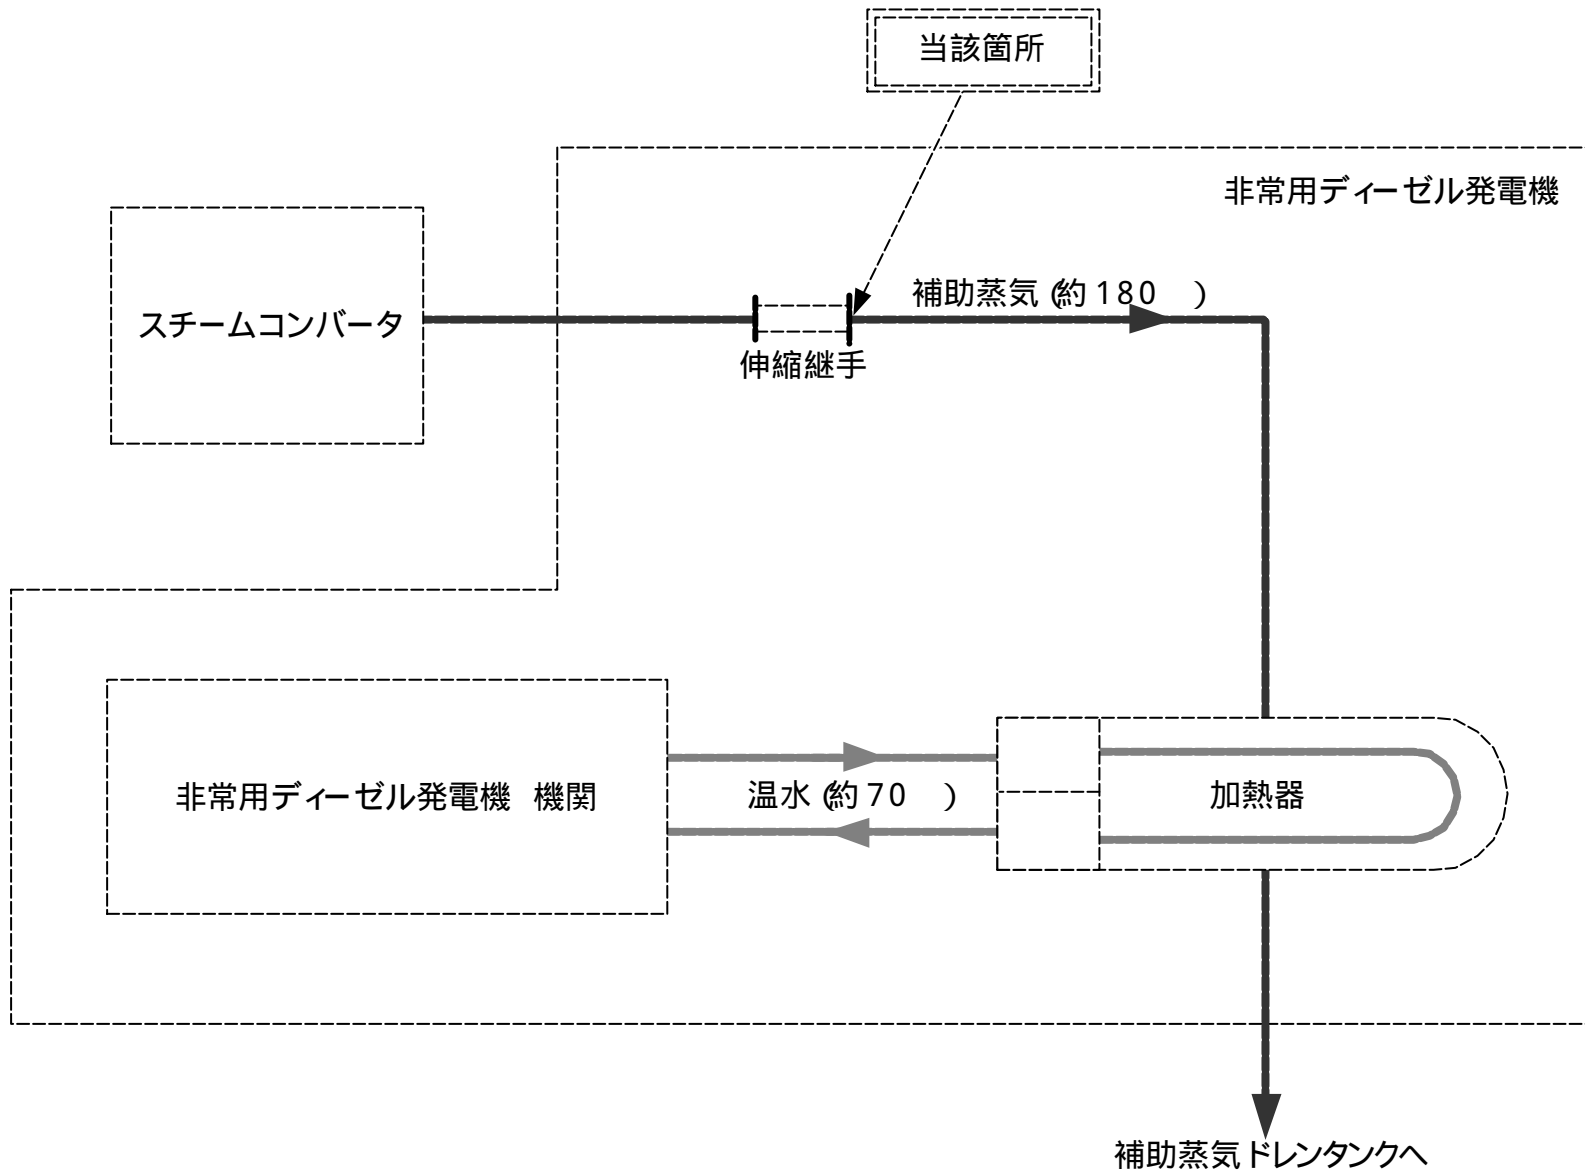 当該箇所
非常用ディーゼル発電機
補助蒸気(約180　)
スチームコンバータ
伸縮継手
非常用ディーゼル発電機　機関
温水(約70　)
加熱器
補助蒸気ドレンタンクへ